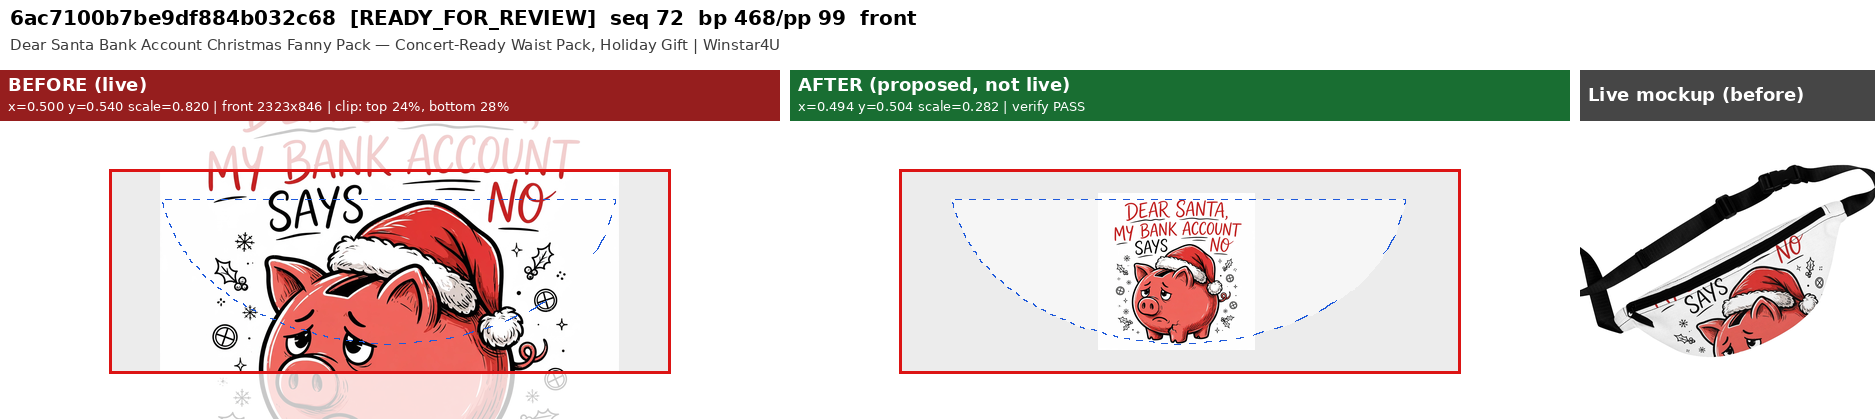 6ac7100b7be9df884b032c68 [READY_FOR_REVIEW] seq 72 bp 468/pp 99 front
Dear Santa Bank Account Christmas Fanny Pack — Concert-Ready Waist Pack, Holiday Gift | Winstar4U
BEFORE (live)
x=0.500 y=0.540 scale=0.820 | front 2323x846 | clip: top 24%, bottom 28%
MY BANK ACCOUNT
SAYS NO
AFTER (proposed, not live)
x=0.494 y=0.504 scale=0.282 | verify PASS
DEAR SANTA,
MY BANK ACCOUNT
SAYS NO
Live mockup (before)
SAYS NO